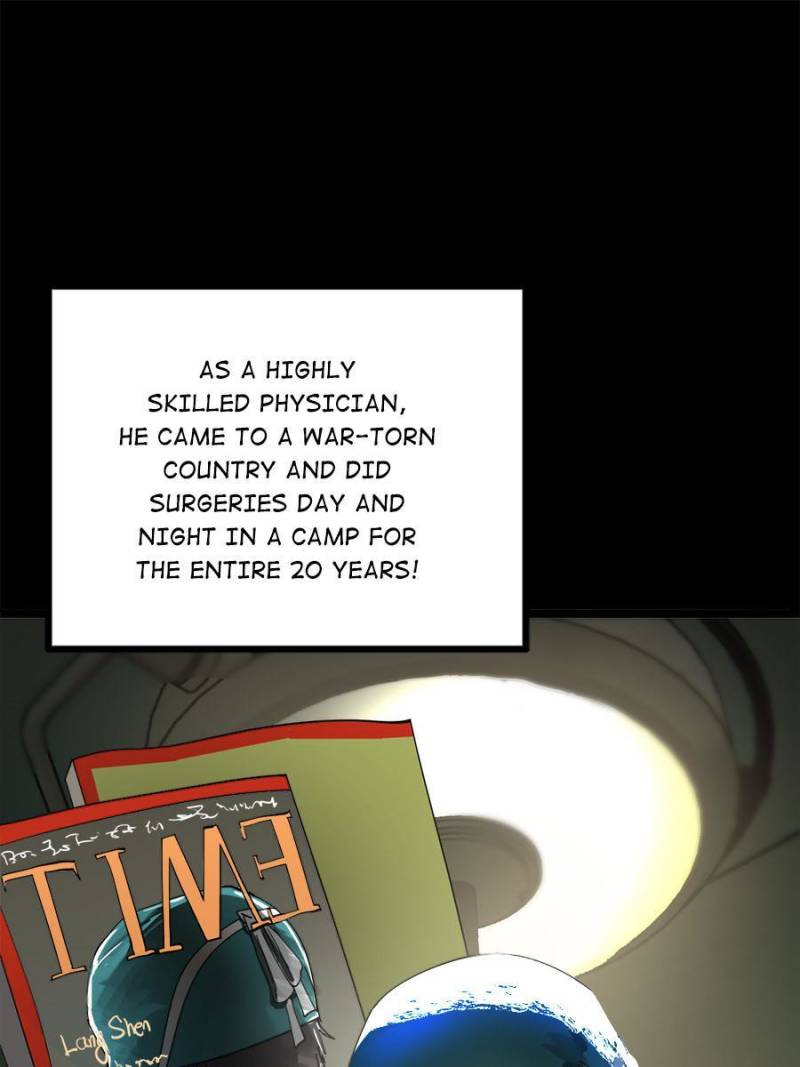 AS A HIGHLY
SKILLED PHYSICIAN,
HE CAME TO A WAR-TORN
COUNTRY AND DID
SURGERIES DAY AND
NIGHT IN A CAMP FOR
THE ENTIRE 20 YEARS!
TIME
Lang Shen